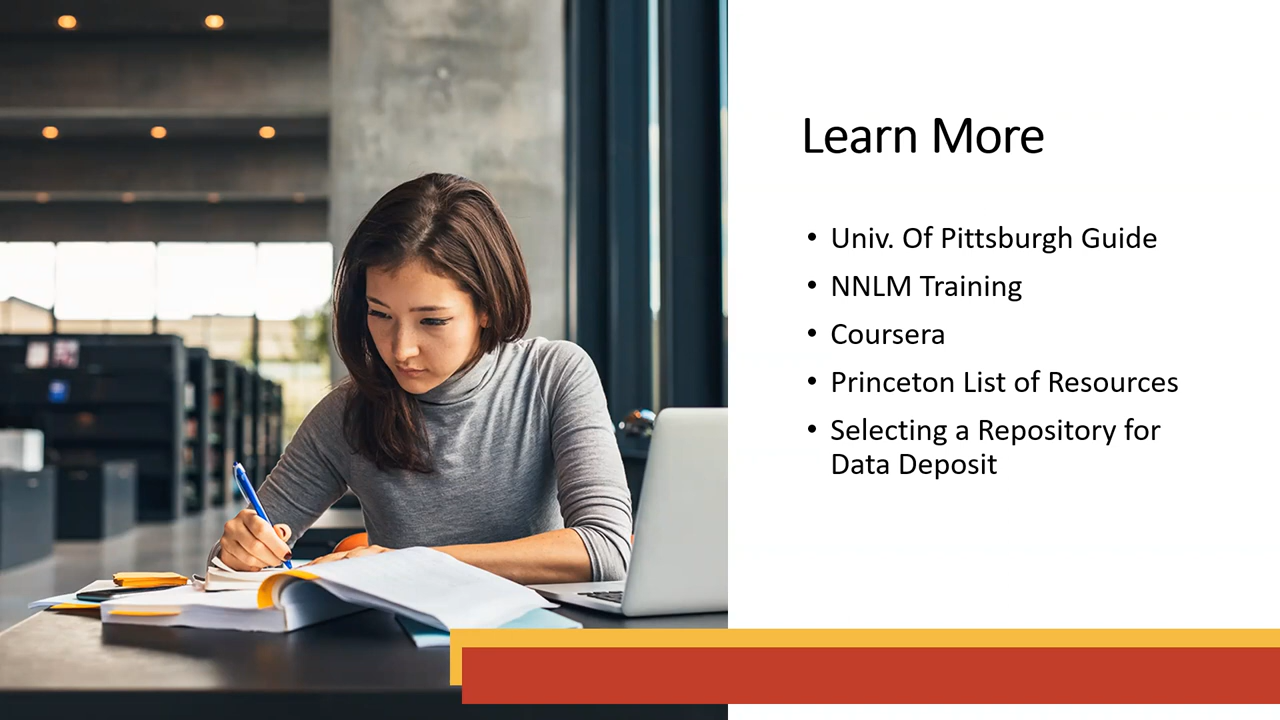 Learn More
• Univ. Of Pittsburgh Guide
• NNLM Training
• Coursera
• Princeton List of Resources
• Selecting a Repository for
Data Deposit